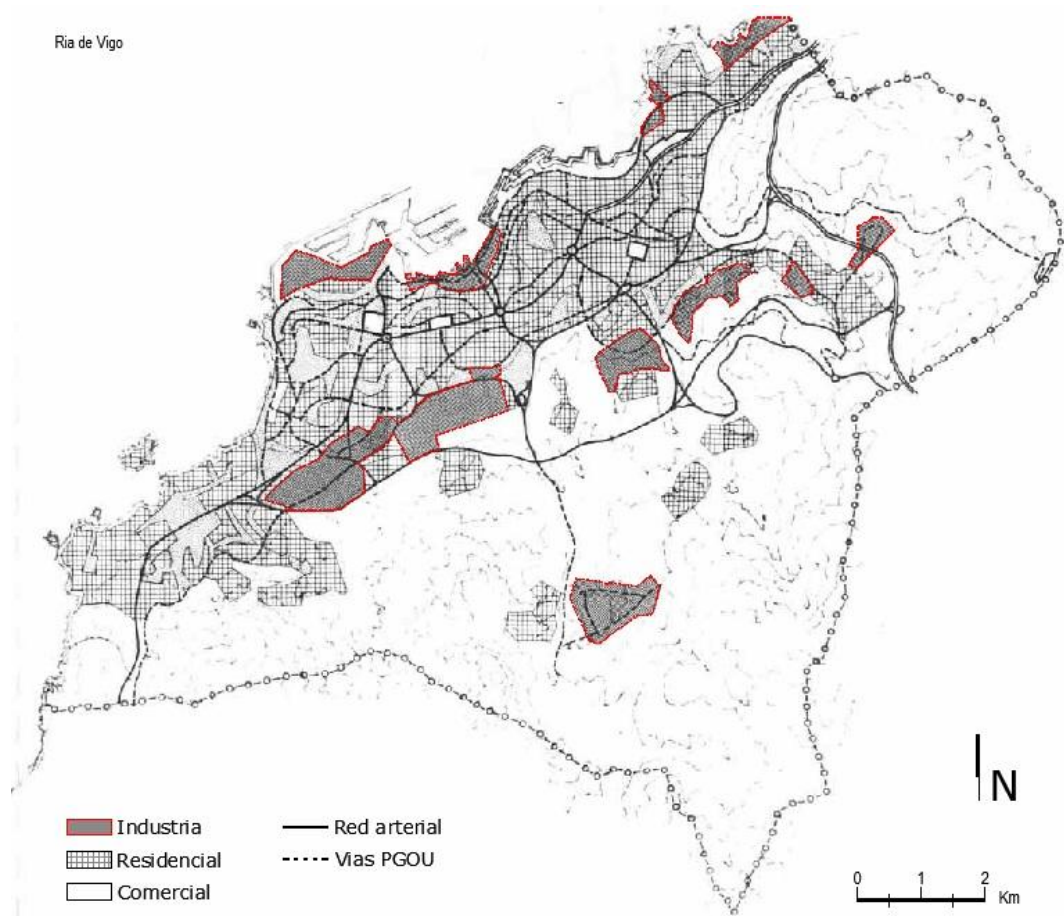 Ria de Vigo
N
Industria
Residencial
Comercial
Red arterial
Vias PGOU
0 1 2
Km